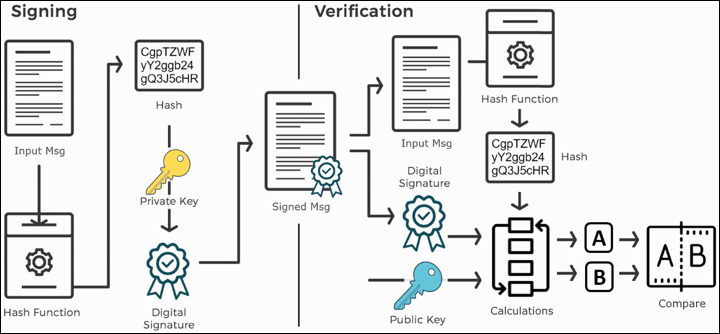 Signing
Input Msg
Hash Function
CgpTZWF
yY2ggb24
gQ3J5cHR
Hash
Private Key
Digital
Signature
Signed Msg
Verification
Input Msg
Hash Function
CgpTZWF
yY2ggb24
gQ3J5cHR
Hash
Digital
Signature
Public Key
Calculations
A
B
A B
Compare